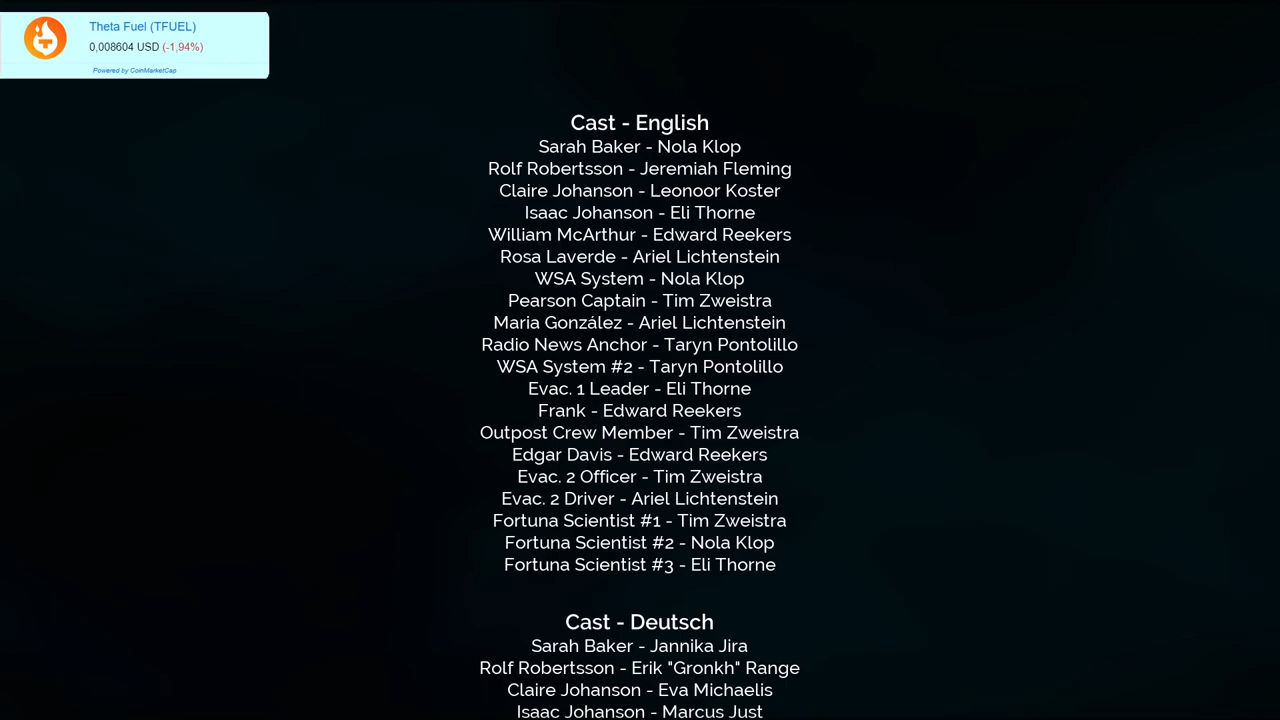 Theta Fuel (TFUEL)
0,008604 USD (-1,94%)
Powered by CoinMarketCap
Cast - English
Sarah Baker - Nola Klop
Rolf Robertsson - Jeremiah Fleming
Claire Johanson - Leonoor Koster
Isaac Johanson - Eli Thorne
William McArthur - Edward Reekers
Rosa Laverde - Ariel Lichtenstein
WSA System - Nola Klop
Pearson Captain - Tim Zweistra
Maria González - Ariel Lichtenstein
Radio News Anchor - Taryn Pontolillo
WSA System #2 - Taryn Pontolillo
Evac. 1 Leader - Eli Thorne
Frank - Edward Reekers
Outpost Crew Member - Tim Zweistra
Edgar Davis - Edward Reekers
Evac. 2 Officer - Tim Zweistra
Evac. 2 Driver - Ariel Lichtenstein
Fortuna Scientist #1 - Tim Zweistra
Fortuna Scientist #2 - Nola Klop
Fortuna Scientist #3 - Eli Thorne
Cast - Deutsch
Sarah Baker - Jannika Jira
Rolf Robertsson - Erik "Gronkh" Range
Claire Johanson - Eva Michaelis
Isaac Johanson - Marcus Just